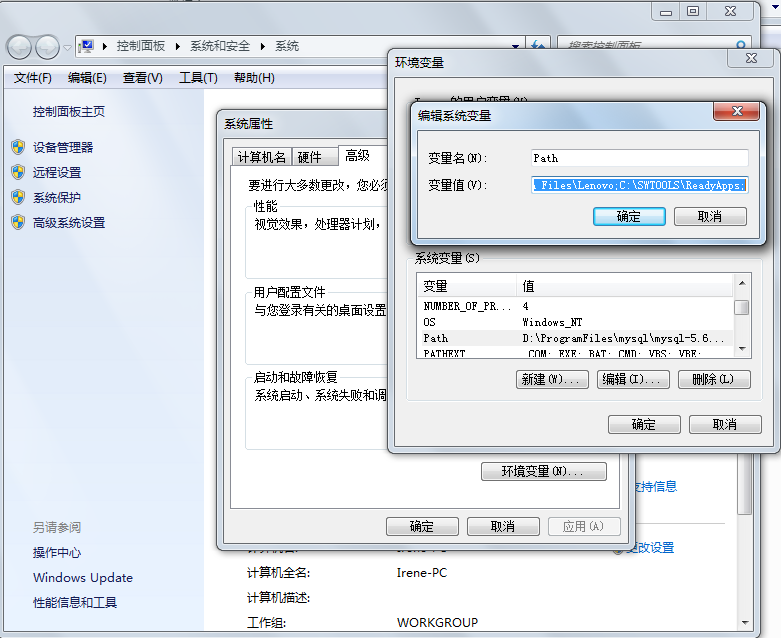 控制面板 ▸ 系统和安全 ▸ 系统
搜索控制面板
文件(F) 编辑(E) 查看(V) 工具(T) 帮助(H)
控制面板主页
设备管理器
远程设置
系统保护
高级系统设置
另请参阅
操作中心
Windows Update
性能信息和工具
系统属性
计算机名 硬件 高级
要进行大多数更改，您必须
性能
视觉效果，处理器计划，
用户配置文件
与您登录有关的桌面设置
启动和故障恢复
系统启动、系统失败和调
环境变量(N)...
确定 取消 应用(A)
环境变量
的用户变量(U)
编辑系统变量
变量名(N): Path
变量值(V): Files\Lenovo;C:\SWTOOLS\ReadyApps;
确定 取消
系统变量(S)
变量 值
NUMBER_OF_PR... 4
OS Windows_NT
Path D:\ProgramFiles\mysql\mysql-5.6...
PATHEXT .COM;.EXE;.BAT;.CMD;.VBS;.VBE;
新建(W)... 编辑(I)... 删除(L)
确定 取消
支持信息
更改设置
计算机全名: Irene-PC
计算机描述:
工作组: WORKGROUP